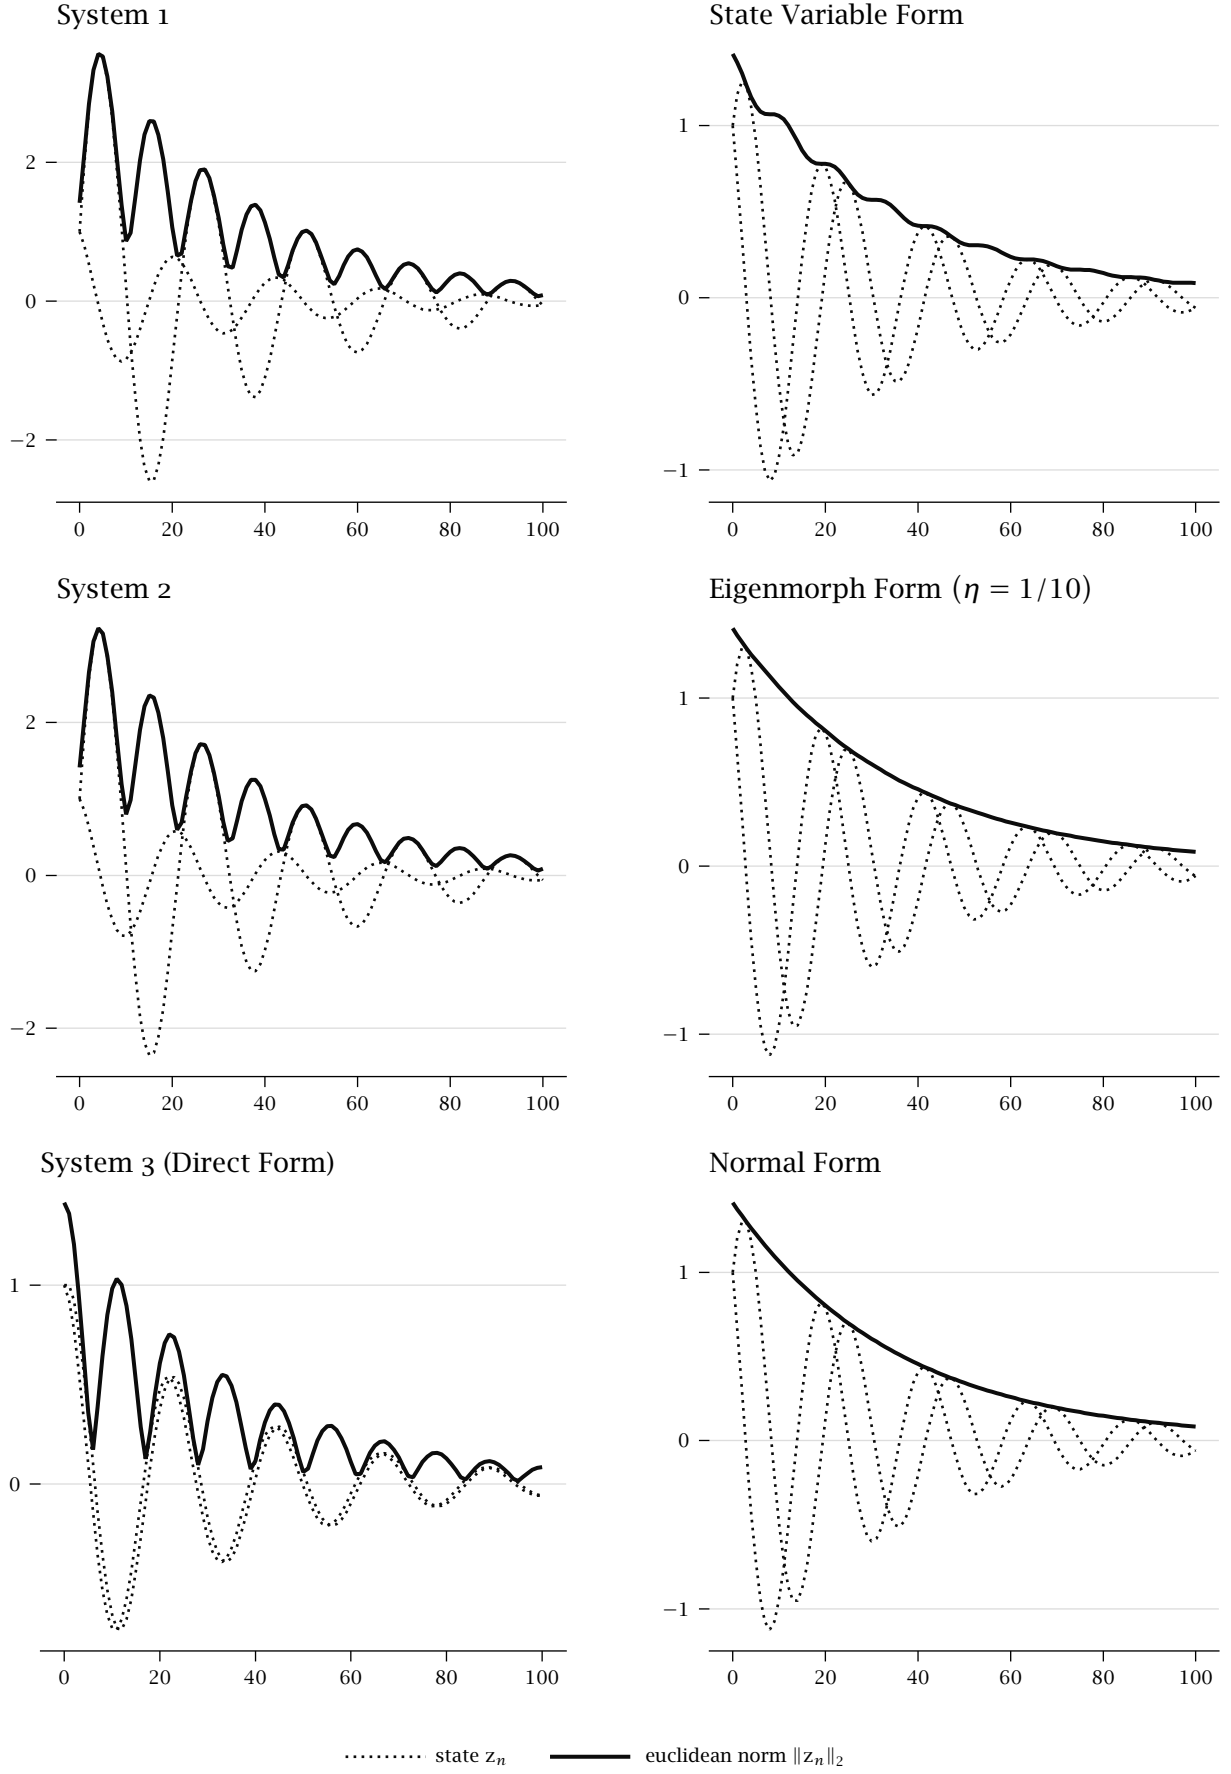 System 1
2
0
−2
0 20 40 60 80 100
State Variable Form
1
0
−1
0 20 40 60 80 100
System 2
2
0
−2
0 20 40 60 80 100
Eigenmorph Form (η = 1/10)
1
0
−1
0 20 40 60 80 100
System 3 (Direct Form)
1
0
0 20 40 60 80 100
Normal Form
1
0
−1
0 20 40 60 80 100
state zₙ euclidean norm ‖zₙ‖₂